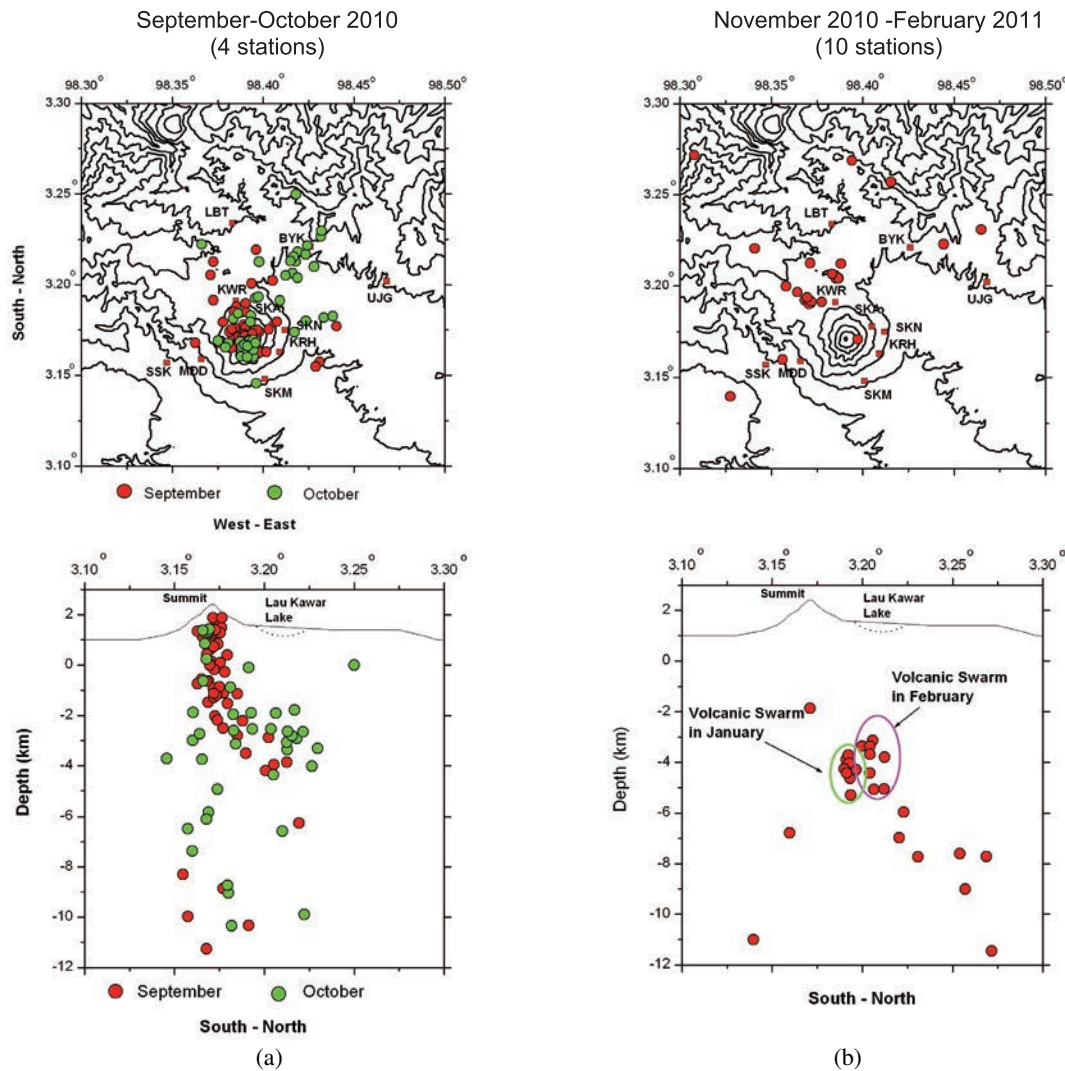 September-October 2010
(4 stations)
98.30° 98.35° 98.40° 98.45° 98.50°
3.30
3.25
3.20
3.15
3.10
South - North
LBT
BYK
KWR
SKA
UJG
SKN
KRH
SSK
MDD
SKM
September October
West - East
3.10° 3.15° 3.20° 3.25° 3.30°
Summit
Lau Kawar
Lake
2
0
-2
-4
-6
-8
-10
-12
Depth (km)
September October
South - North
(a)
November 2010 -February 2011
(10 stations)
98.30° 98.35° 98.40° 98.45° 98.50°
3.30
3.25
3.20
3.15
3.10
LBT
BYK
KWR
UJG
SKA
SKN
KRH
SSK
MDD
SKM
3.10° 3.15° 3.20° 3.25° 3.30°
Summit
Lau Kawar
Lake
2
0
-2
-4
-6
-8
-10
-12
Depth (km)
Volcanic Swarm
in February
Volcanic Swarm
in January
South - North
(b)